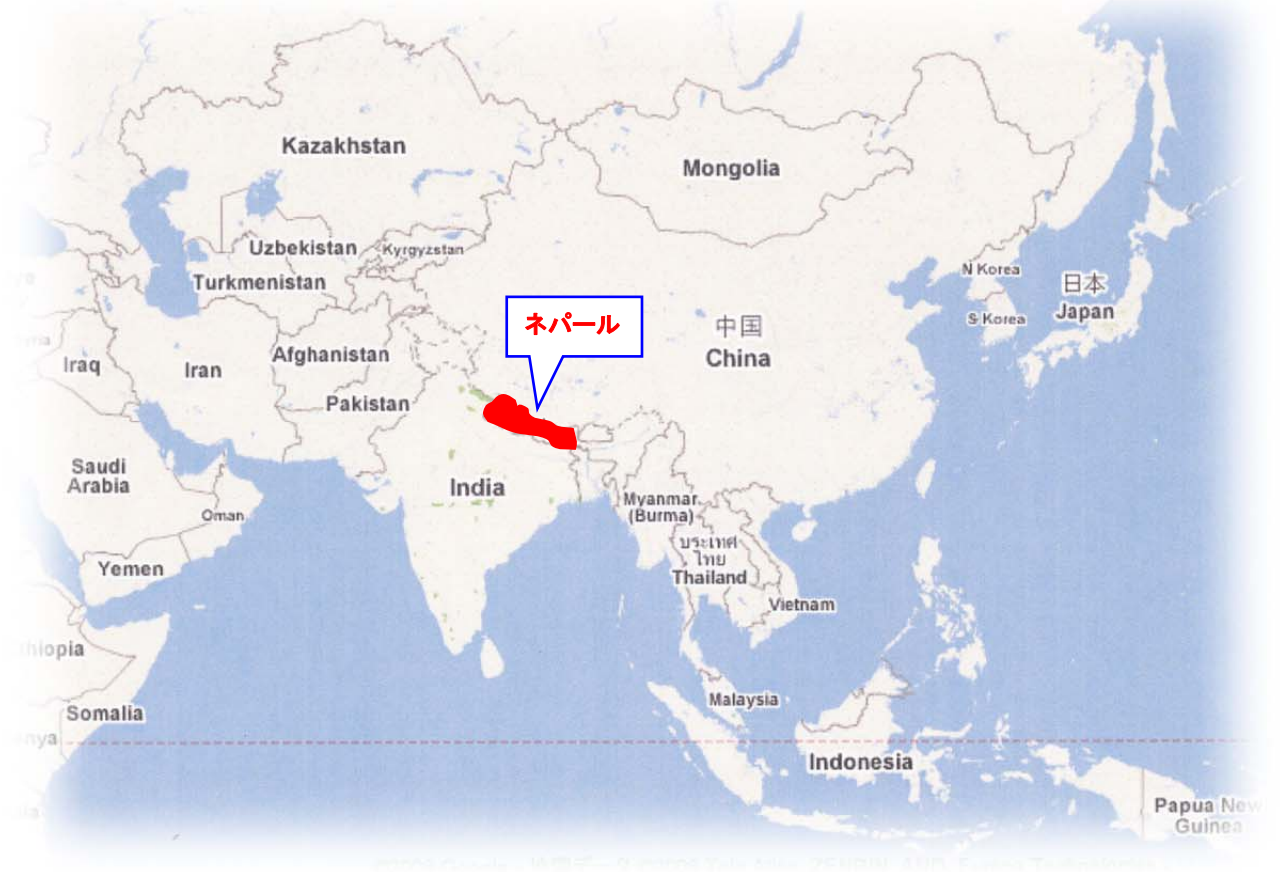 Kazakhstan
Mongolia
Uzbekistan
Kyrgyzstan
Turkmenistan
N Korea
日本
Japan
S Korea
ネパール
中国
China
Iraq
Iran
Afghanistan
Pakistan
Saudi
Arabia
India
Oman
Myanmar
(Burma)
ประเทศ
ไทย
Thailand
Yemen
Vietnam
hiopia
Malaysia
Somalia
nya
Indonesia
Papua New
Guinea